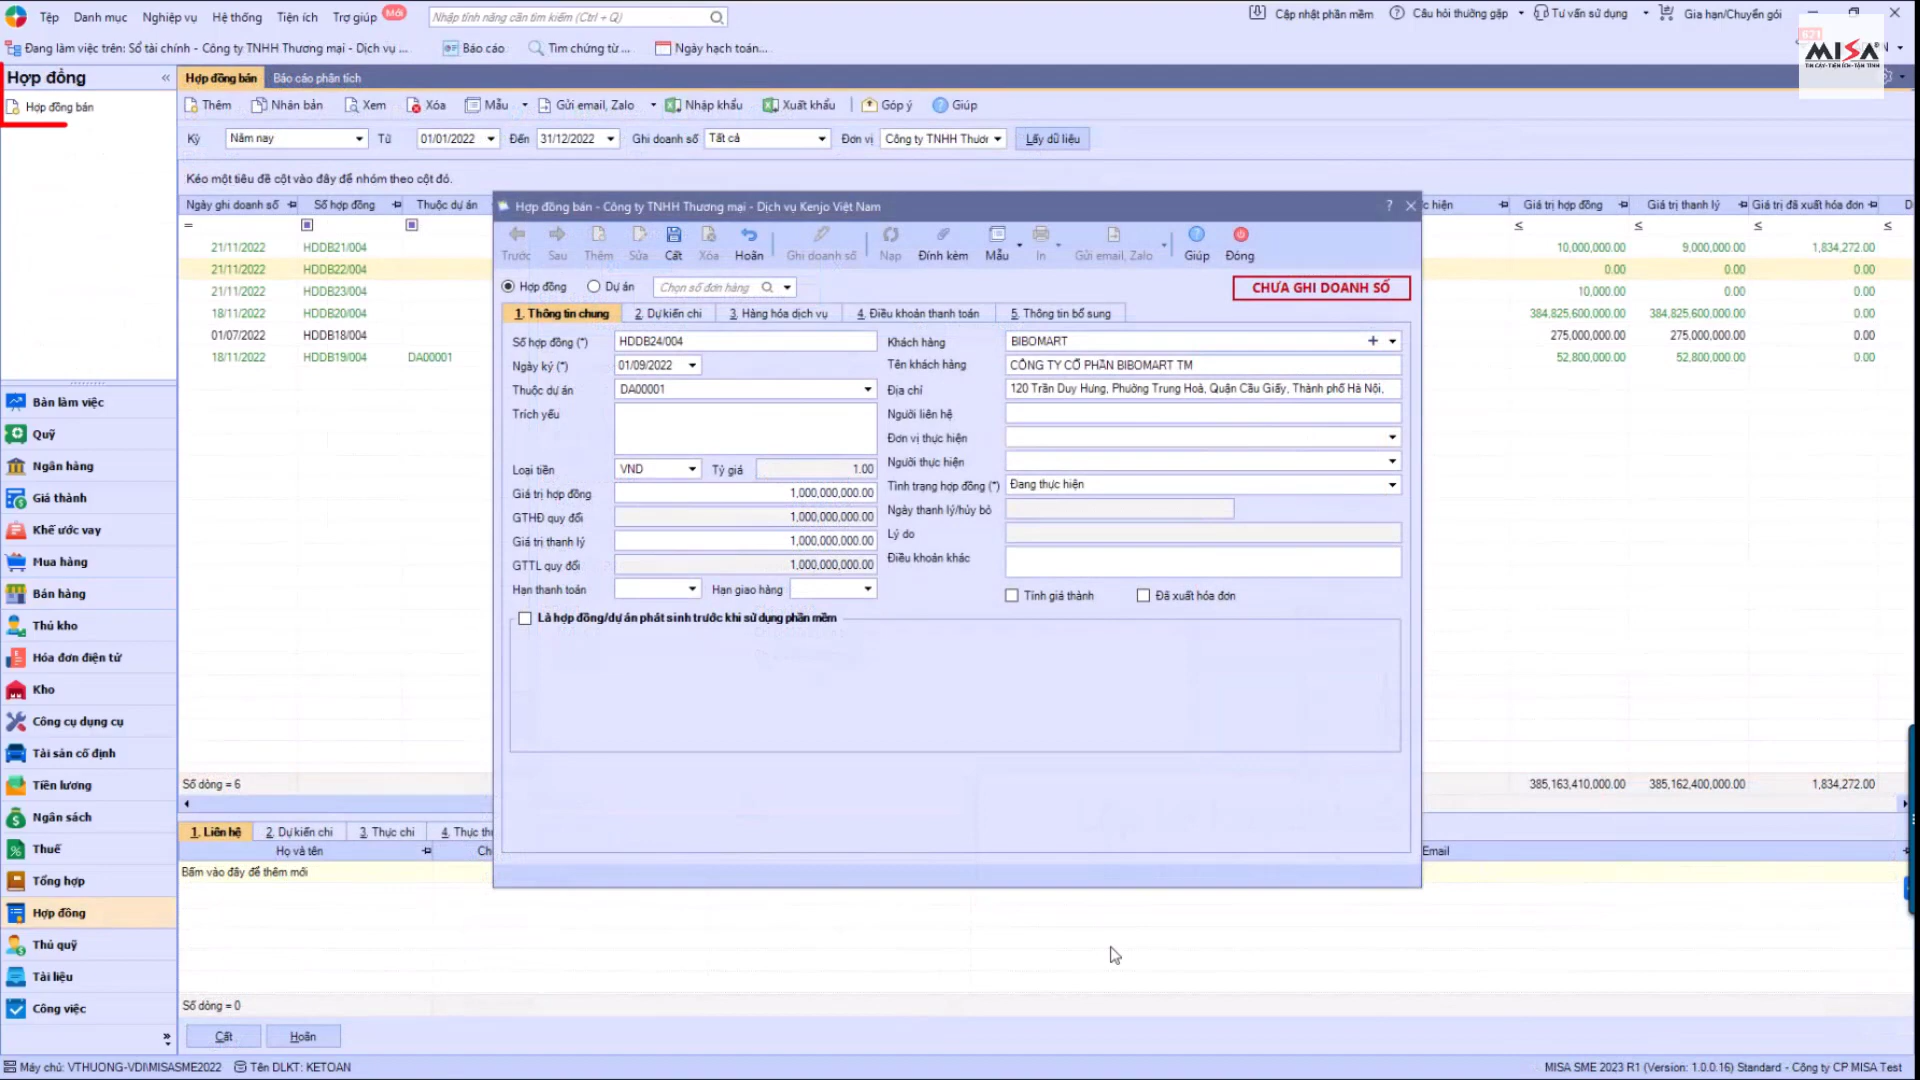 Tệp Danh mục Nghiệp vụ Hệ thống Tiện ích Trợ giúp Mới Nhập tính năng cần tìm kiếm (Ctrl + Q) Cập nhật phần mềm Câu hỏi thường gặp Tư vấn sử dụng Gia hạn/Chuyển gói
Đang làm việc trên: Sổ tài chính - Công ty TNHH Thương mại - Dịch vụ ... Báo cáo Tìm chứng từ ... Ngày hạch toán...
MISA
TIN CẬY - TIỆN ÍCH - TẬN TÌNH
Hợp đồng «
Hợp đồng bán
Hợp đồng bán Báo cáo phân tích
Thêm Nhân bản Xem Xóa Mẫu Gửi email, Zalo Nhập khẩu Xuất khẩu Góp ý Giúp
Kỳ Năm nay Từ 01/01/2022 Đến 31/12/2022 Ghi doanh số Tất cả Đơn vị Công ty TNHH Thươn Lấy dữ liệu
Kéo một tiêu đề cột vào đây để nhóm theo cột đó.
Ngày ghi doanh số Số hợp đồng Thuộc dự án c hiện Giá trị hợp đồng Giá trị thanh lý Giá trị đã xuất hóa đơn D
= ≤ ≤ ≤ ≤
21/11/2022 HDDB21/004 10,000,000.00 9,000,000.00 1,834,272.00
21/11/2022 HDDB22/004 0.00 0.00 0.00
21/11/2022 HDDB23/004 10,000.00 0.00 0.00
18/11/2022 HDDB20/004 384,825,600,000.00 384,825,600,000.00 0.00
01/07/2022 HDDB18/004 275,000,000.00 275,000,000.00 0.00
18/11/2022 HDDB19/004 DA00001 52,800,000.00 52,800,000.00 0.00
Số dòng = 6 385,163,410,000.00 385,162,400,000.00 1,834,272.00
Hợp đồng bán - Công ty TNHH Thương mại - Dịch vụ Kenjo Việt Nam ?
Trước Sau Thêm Sửa Cất Xóa Hoãn Ghi doanh số Nạp Đính kèm Mẫu In Gửi email, Zalo Giúp Đóng
Hợp đồng Dự án Chọn số đơn hàng CHƯA GHI DOANH SỐ
1. Thông tin chung 2. Dự kiến chi 3. Hàng hóa dịch vụ 4. Điều khoản thanh toán 5. Thông tin bổ sung
Số hợp đồng (*) HDDB24/004 Khách hàng BIBOMART
Ngày ký (*) 01/09/2022 Tên khách hàng CÔNG TY CỔ PHẦN BIBOMART TM
Thuộc dự án DA00001 Địa chỉ 120 Trần Duy Hưng, Phường Trung Hoà, Quận Cầu Giấy, Thành phố Hà Nội,
Trích yếu Người liên hệ
Đơn vị thực hiện
Loại tiền VND Tỷ giá 1.00 Người thực hiện
Giá trị hợp đồng 1,000,000,000.00 Tình trạng hợp đồng (*) Đang thực hiện
GTHĐ quy đổi 1,000,000,000.00 Ngày thanh lý/hủy bỏ
Giá trị thanh lý 1,000,000,000.00 Lý do
GTTL quy đổi 1,000,000,000.00 Điều khoản khác
Hạn thanh toán Hạn giao hàng Tính giá thành Đã xuất hóa đơn
Là hợp đồng/dự án phát sinh trước khi sử dụng phần mềm
Bàn làm việc
Quỹ
Ngân hàng
Giá thành
Khế ước vay
Mua hàng
Bán hàng
Thủ kho
Hóa đơn điện tử
Kho
Công cụ dụng cụ
Tài sản cố định
Tiền lương
Ngân sách
Thuế
Tổng hợp
Hợp đồng
Thủ quỹ
Tài liệu
Công việc
»
1. Liên hệ 2. Dự kiến chi 3. Thực chi 4. Thực th
Họ và tên Ch Email
Bấm vào đây để thêm mới
Số dòng = 0
Cất Hoãn
Máy chủ: VTHUONG-VDI\MISASME2022 Tên DLKT: KETOAN MISA SME 2023 R1 (Version: 1.0.0.16) Standard - Công ty CP MISA Test